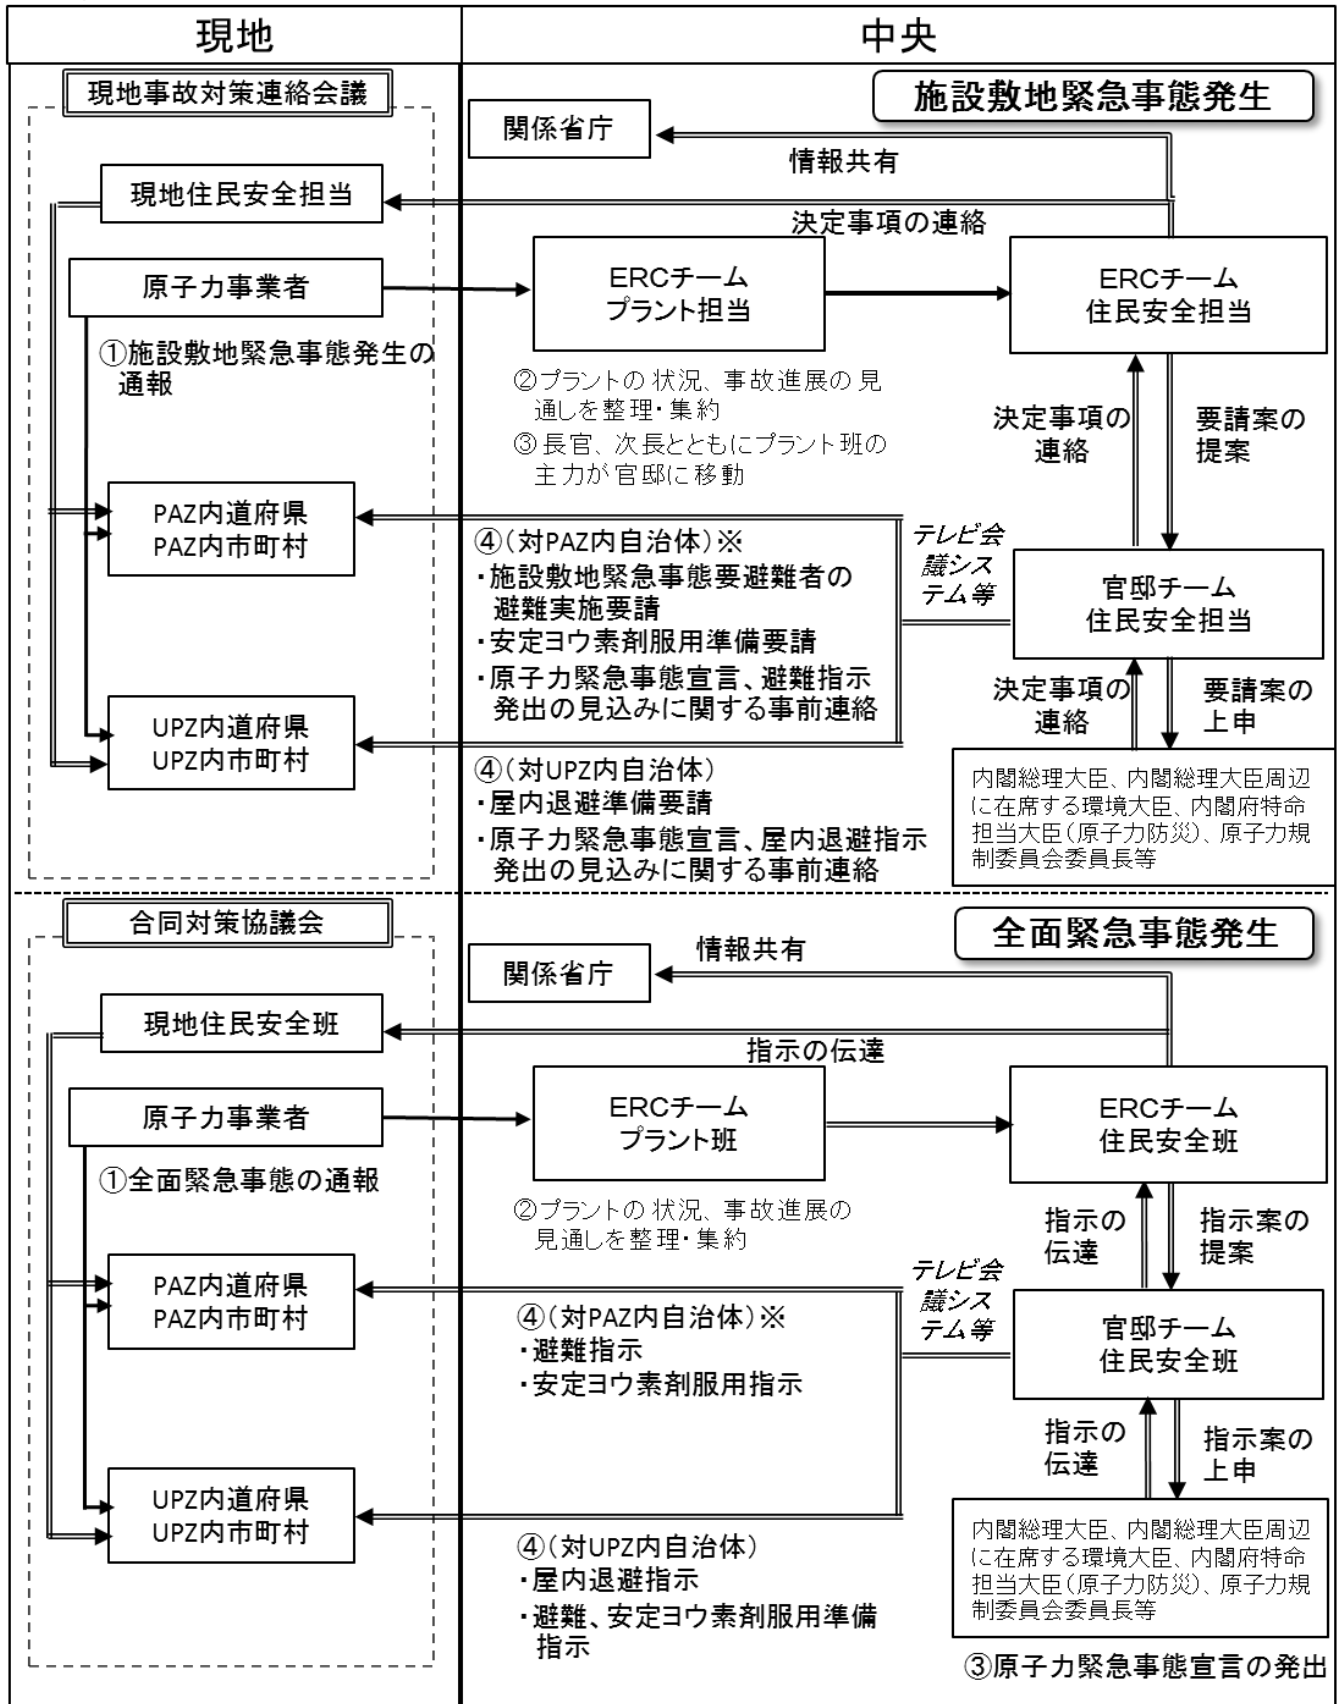 現地
中央
現地事故対策連絡会議
施設敷地緊急事態発生
関係省庁
情報共有
現地住民安全担当
決定事項の連絡
原子力事業者
ERCチーム
プラント担当
ERCチーム
住民安全担当
①施設敷地緊急事態発生の
通報
②プラントの状況、事故進展の見
通しを整理・集約
③長官、次長とともにプラント班の
主力が官邸に移動
決定事項の
連絡
要請案の
提案
PAZ内道府県
PAZ内市町村
④(対PAZ内自治体)※
・施設敷地緊急事態要避難者の
避難実施要請
・安定ヨウ素剤服用準備要請
・原子力緊急事態宣言、避難指示
発出の見込みに関する事前連絡
テレビ会
議シス
テム等
官邸チーム
住民安全担当
決定事項の
連絡
要請案の
上申
UPZ内道府県
UPZ内市町村
④(対UPZ内自治体)
・屋内退避準備要請
・原子力緊急事態宣言、屋内退避指示
発出の見込みに関する事前連絡
内閣総理大臣、内閣総理大臣周辺
に在席する環境大臣、内閣府特命
担当大臣(原子力防災)、原子力規
制委員会委員長等
合同対策協議会
全面緊急事態発生
関係省庁
情報共有
現地住民安全班
指示の伝達
原子力事業者
ERCチーム
プラント班
ERCチーム
住民安全班
①全面緊急事態の通報
②プラントの状況、事故進展の
見通しを整理・集約
指示の
伝達
指示案の
提案
PAZ内道府県
PAZ内市町村
④(対PAZ内自治体)※
・避難指示
・安定ヨウ素剤服用指示
テレビ会
議シス
テム等
官邸チーム
住民安全班
指示の
伝達
指示案の
上申
UPZ内道府県
UPZ内市町村
④(対UPZ内自治体)
・屋内退避指示
・避難、安定ヨウ素剤服用準備
指示
内閣総理大臣、内閣総理大臣周辺
に在席する環境大臣、内閣府特命
担当大臣(原子力防災)、原子力規
制委員会委員長等
③原子力緊急事態宣言の発出